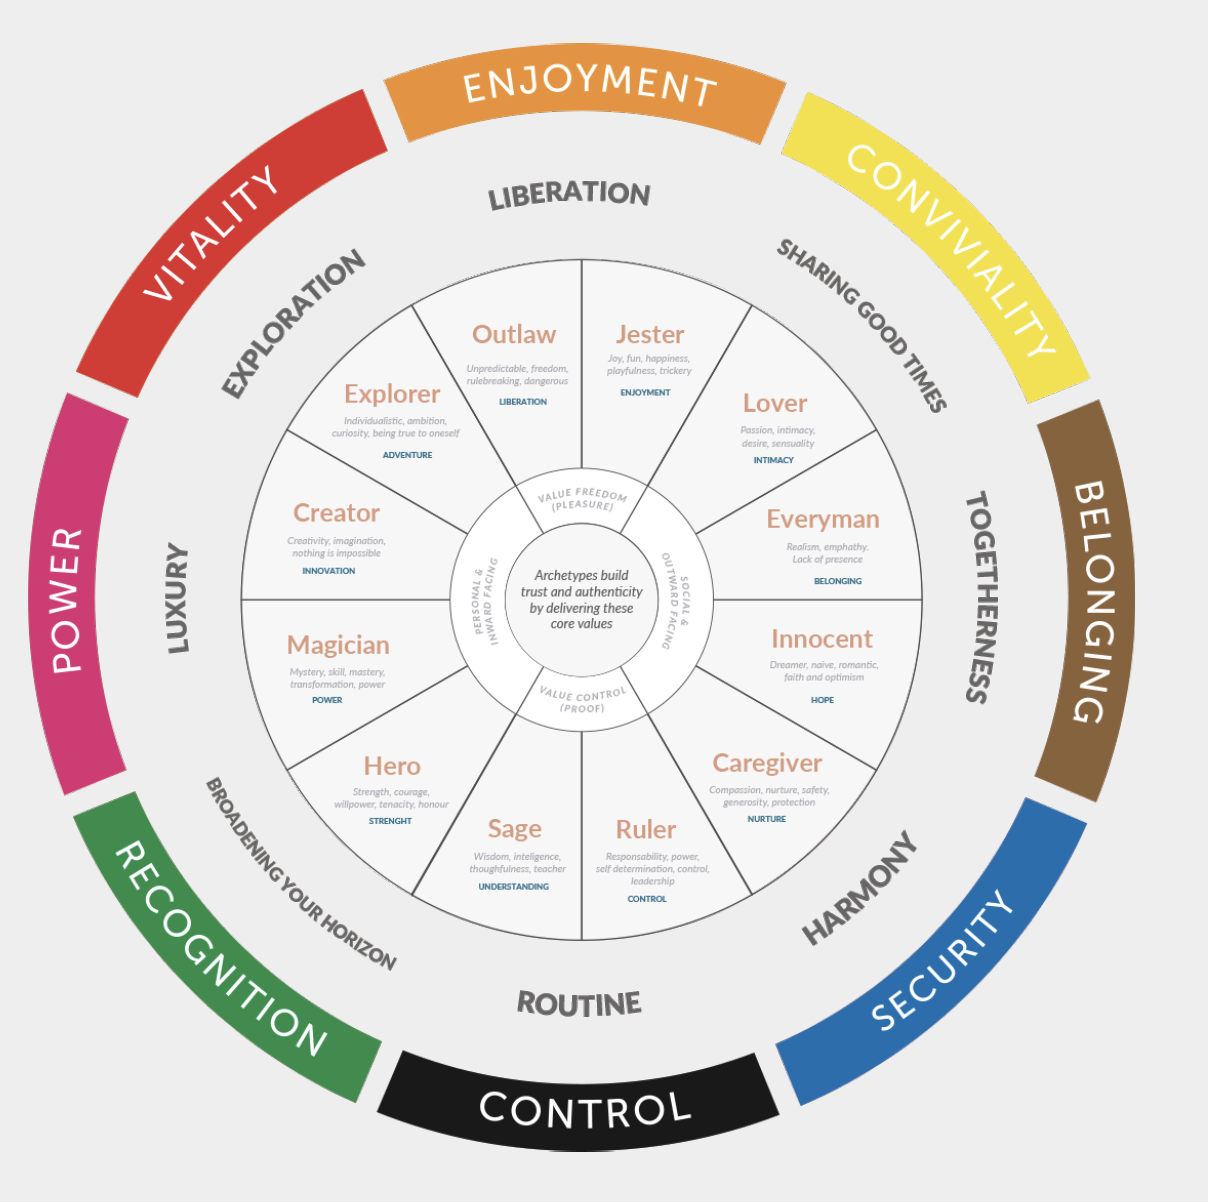 ENJOYMENT
CONVIVIALITY
BELONGING
SECURITY
CONTROL
RECOGNITION
POWER
VITALITY
LIBERATION
SHARING GOOD TIMES
TOGETHERNESS
HARMONY
ROUTINE
BROADENING YOUR HORIZON
LUXURY
EXPLORATION
Outlaw
Unpredictable, freedom,
rulebreaking, dangerous
LIBERATION
Jester
Joy, fun, happiness,
playfulness, trickery
ENJOYMENT
Lover
Passion, intimacy,
desire, sensuality
INTIMACY
Everyman
Realism, emphathy.
Lack of presence
BELONGING
Innocent
Dreamer, naive, romantic,
faith and optimism
HOPE
Caregiver
Compassion, nurture, safety,
generosity, protection
NURTURE
Ruler
Responsability, power,
self determination, control,
leadership
CONTROL
Sage
Wisdom, inteligence,
thoughfulness, teacher
UNDERSTANDING
Hero
Strength, courage,
willpower, tenacity, honour
STRENGHT
Magician
Mystery, skill, mastery,
transformation, power
POWER
Creator
Creativity, imagination,
nothing is impossible
INNOVATION
Explorer
Individualistic, ambition,
curiosity, being true to oneself
ADVENTURE
VALUE FREEDOM
(PLEASURE)
SOCIAL &
OUTWARD FACING
VALUE CONTROL
(PROOF)
PERSONAL &
INWARD FACING
Archetypes build
trust and authenticity
by delivering these
core values